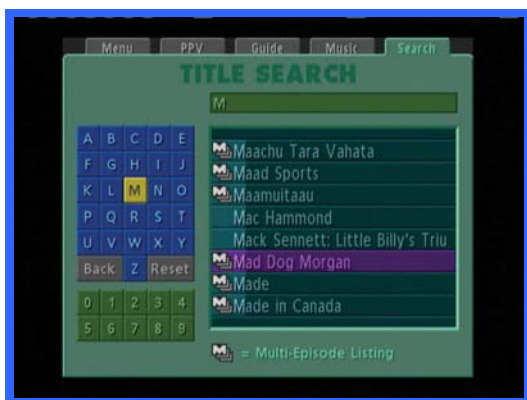 Menu PPV Guide Music Search
TITLE SEARCH
M
A B C D E
F G H I J
K L M N O
P Q R S T
U V W X Y
Back Z Reset
0 1 2 3 4
5 6 7 8 9
M Maachu Tara Vahata
M Maad Sports
M Maamuitaau
Mac Hammond
Mack Sennett: Little Billy's Triu
M Mad Dog Morgan
M Made
M Made in Canada
M = Multi-Episode Listing